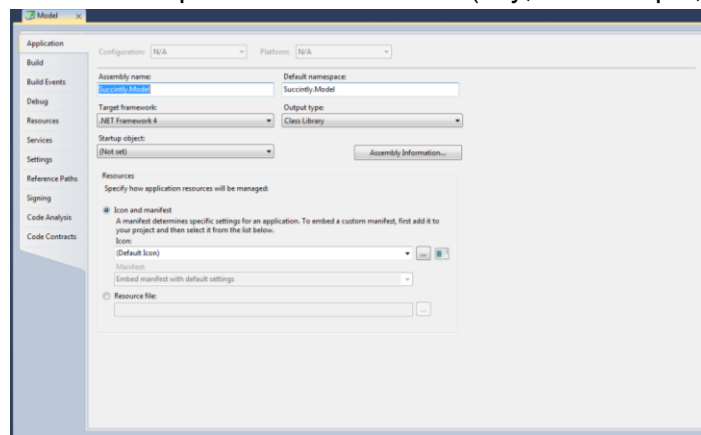 Model
Application
Build
Build Events
Debug
Resources
Services
Settings
Reference Paths
Signing
Code Analysis
Code Contracts
Configuration: N/A Platform: N/A
Assembly name: Default namespace:
Succintly.Model Succintly.Model
Target framework: Output type:
.NET Framework 4 Class Library
Startup object:
(Not set) Assembly Information...
Resources
Specify how application resources will be managed:
Icon and manifest
A manifest determines specific settings for an application. To embed a custom manifest, first add it to
your project and then select it from the list below.
Icon:
(Default Icon) ...
Manifest:
Embed manifest with default settings
Resource file:
...